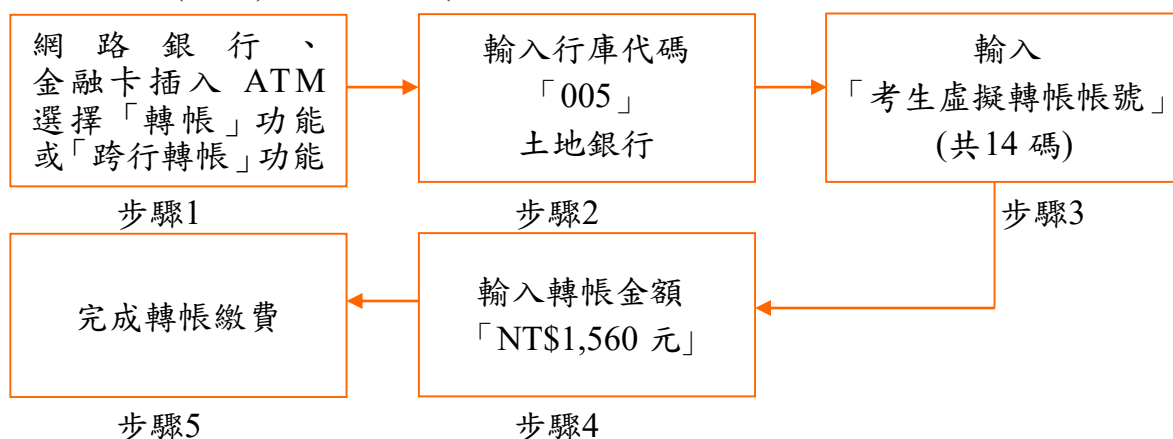 網路銀行、
金融卡插入 ATM
選擇「轉帳」功能
或「跨行轉帳」功能
步驟1
輸入行庫代碼
「005」
土地銀行
步驟2
輸入
「考生虛擬轉帳帳號」
(共14 碼)
步驟3
輸入轉帳金額
「NT$1,560 元」
步驟4
完成轉帳繳費
步驟5